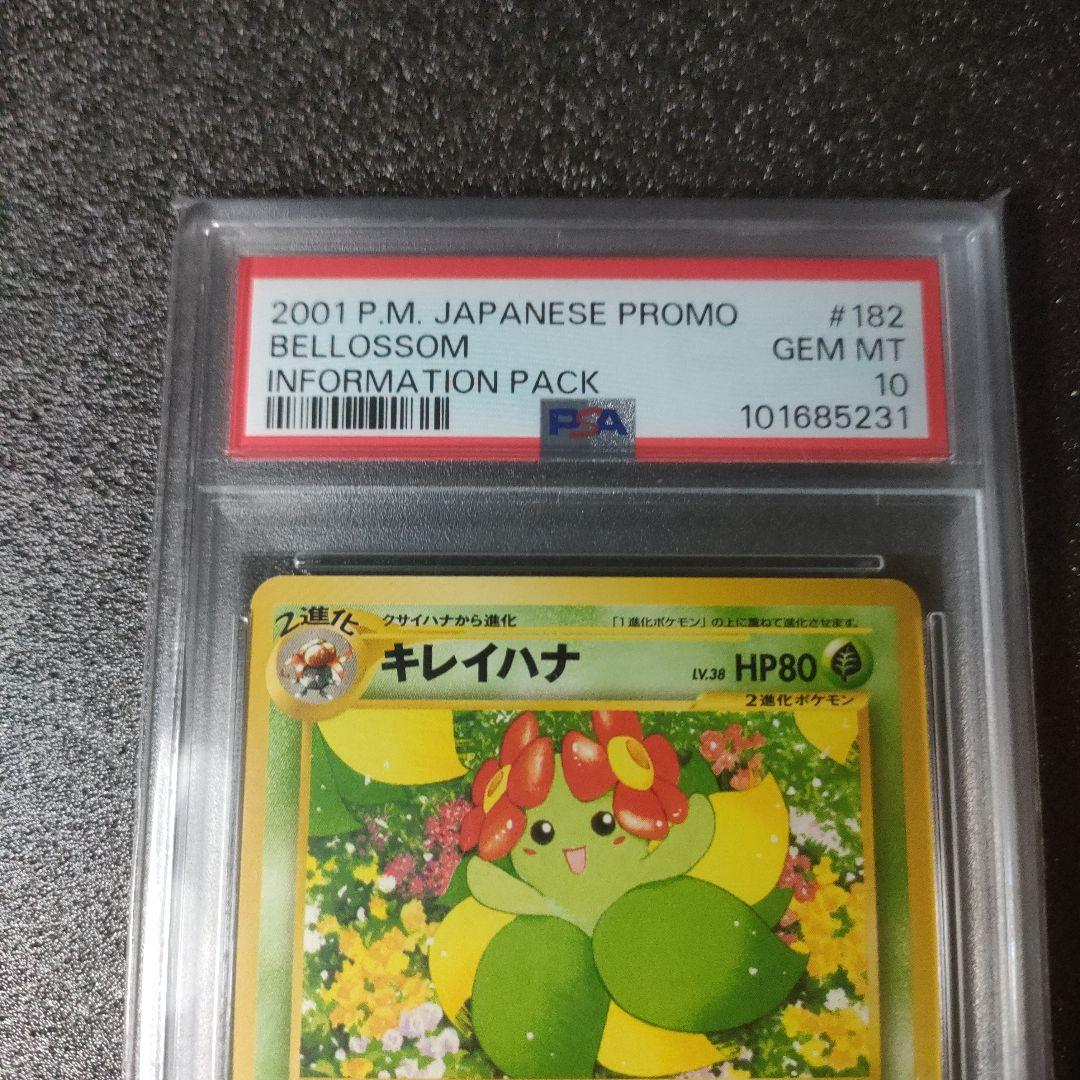 2001 P.M. JAPANESE PROMO #182
BELLOSSOM GEM MT
INFORMATION PACK 10
PSA 101685231
2進化
クサイハナから進化 「1進化ポケモン」の上に重ねて進化させます。
キレイハナ LV.38 HP80
2進化ポケモン